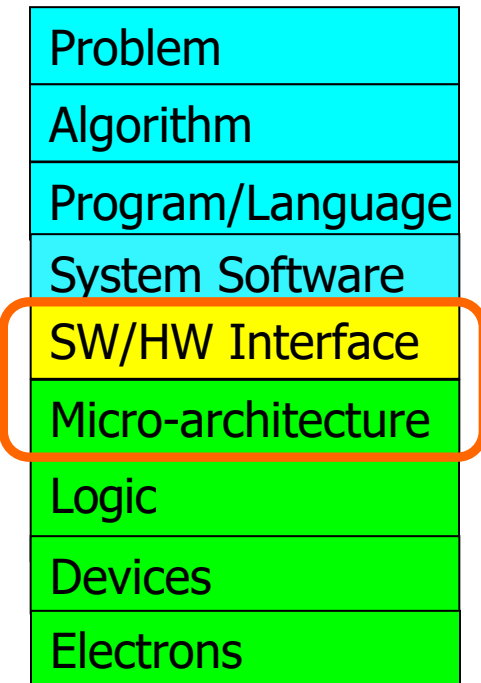 Problem
Algorithm
Program/Language
System Software
SW/HW Interface
Micro-architecture
Logic
Devices
Electrons